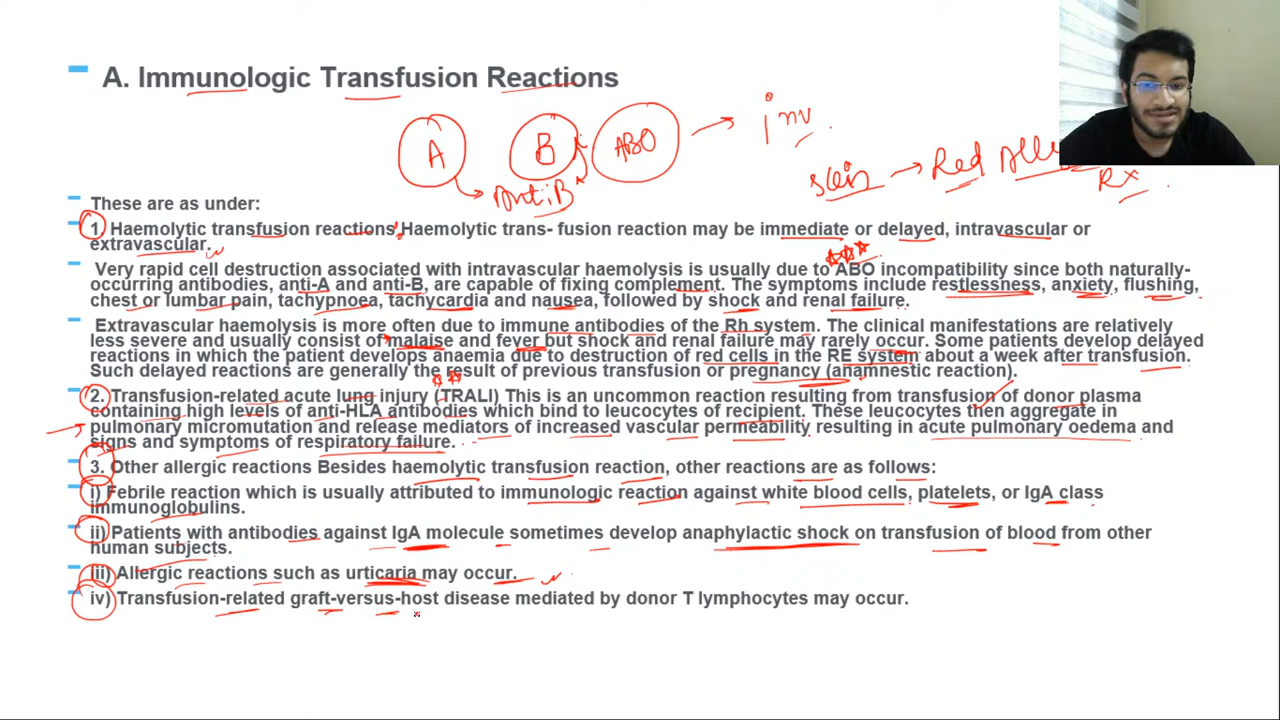 A. Immunologic Transfusion Reactions
A B ABO → inv
Anti B
skin → Red
Rx
These are as under:
1. Haemolytic transfusion reactions Haemolytic trans- fusion reaction may be immediate or delayed, intravascular or
extravascular.
Very rapid cell destruction associated with intravascular haemolysis is usually due to ABO incompatibility since both naturally-
occurring antibodies, anti-A and anti-B, are capable of fixing complement. The symptoms include restlessness, anxiety, flushing,
chest or lumbar pain, tachypnoea, tachycardia and nausea, followed by shock and renal failure.
Extravascular haemolysis is more often due to immune antibodies of the Rh system. The clinical manifestations are relatively
less severe and usually consist of malaise and fever but shock and renal failure may rarely occur. Some patients develop delayed
reactions in which the patient develops anaemia due to destruction of red cells in the RE system about a week after transfusion.
Such delayed reactions are generally the result of previous transfusion or pregnancy (anamnestic reaction).
2. Transfusion-related acute lung injury (TRALI) This is an uncommon reaction resulting from transfusion of donor plasma
containing high levels of anti-HLA antibodies which bind to leucocytes of recipient. These leucocytes then aggregate in
pulmonary micromutation and release mediators of increased vascular permeability resulting in acute pulmonary oedema and
signs and symptoms of respiratory failure.
3. Other allergic reactions Besides haemolytic transfusion reaction, other reactions are as follows:
i) Febrile reaction which is usually attributed to immunologic reaction against white blood cells, platelets, or IgA class
immunoglobulins.
ii) Patients with antibodies against IgA molecule sometimes develop anaphylactic shock on transfusion of blood from other
human subjects.
iii) Allergic reactions such as urticaria may occur.
iv) Transfusion-related graft-versus-host disease mediated by donor T lymphocytes may occur.